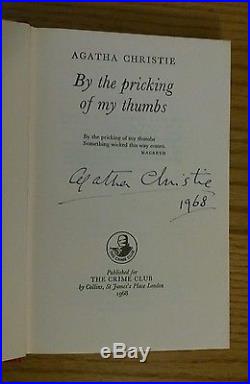 AGATHA CHRISTIE
By the pricking
of my thumbs
By the pricking of my thumbs
Something wicked this way comes.
MACBETH
Agatha Christie
1968
Published for
THE CRIME CLUB
by Collins, St James's Place London
1968